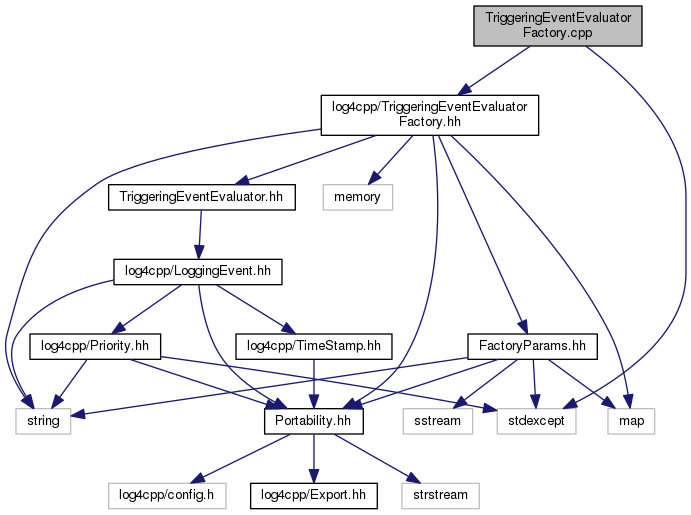 TriggeringEventEvaluator
Factory.cpp
log4cpp/TriggeringEventEvaluator
Factory.hh
TriggeringEventEvaluator.hh
memory
log4cpp/LoggingEvent.hh
log4cpp/Priority.hh
log4cpp/TimeStamp.hh
FactoryParams.hh
string
Portability.hh
sstream
stdexcept
map
log4cpp/config.h
log4cpp/Export.hh
strstream